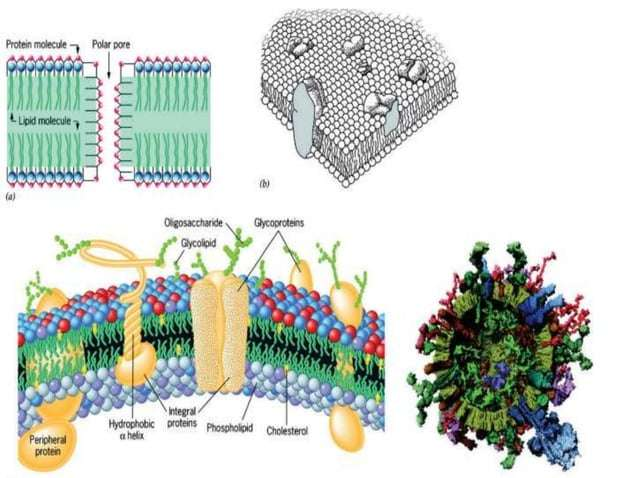 Protein molecule
Polar pore
Lipid molecule
(a)
(b)
Oligosaccharide
Glycoproteins
Glycolipid
Hydrophobic
α helix
Integral
proteins
Phospholipid
Cholesterol
Peripheral
protein